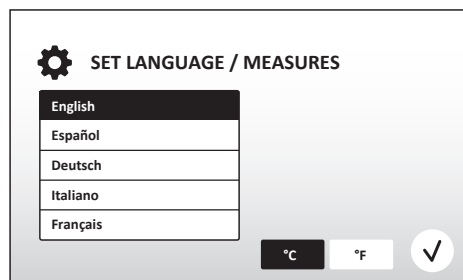 SET LANGUAGE / MEASURES
English
Español
Deutsch
Italiano
Français
°C °F